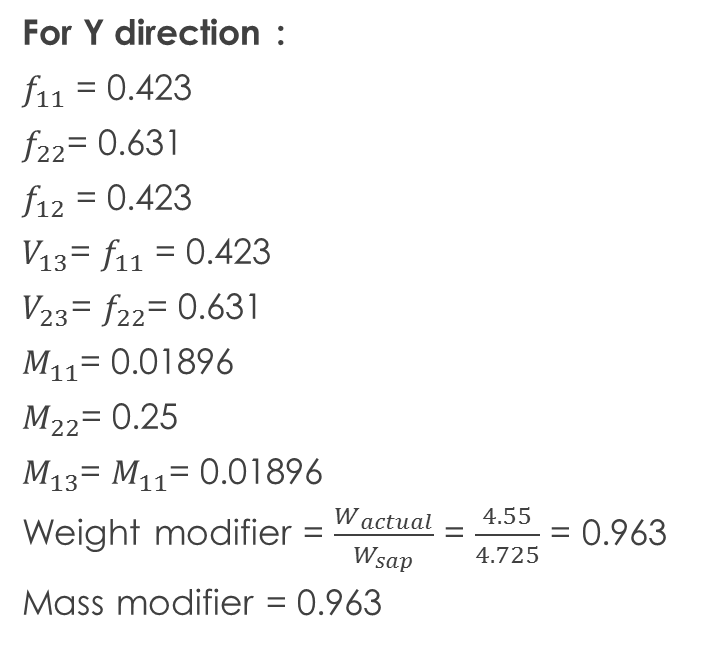 For Y direction :
f₁₁ = 0.423
f₂₂= 0.631
f₁₂ = 0.423
V₁₃= f₁₁ = 0.423
V₂₃= f₂₂= 0.631
M₁₁= 0.01896
M₂₂= 0.25
M₁₃= M₁₁= 0.01896
Weight modifier = W actual / Wsap = 4.55 / 4.725 = 0.963
Mass modifier = 0.963